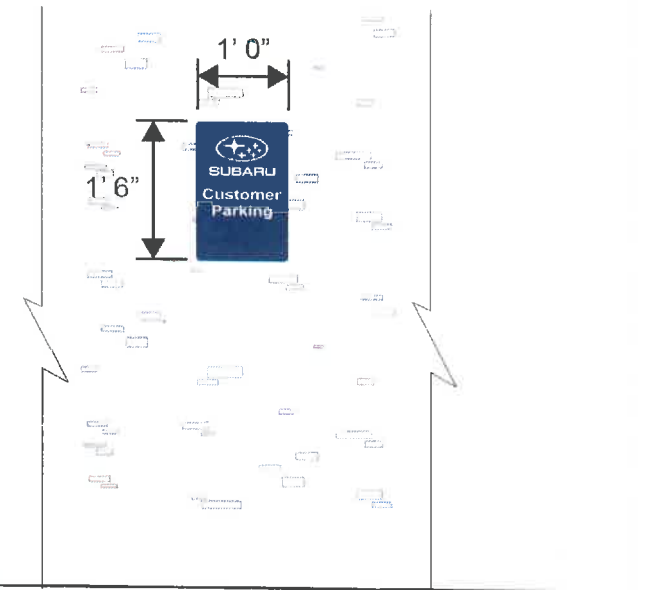 1' 0"
1' 6"
SUBARU
Customer
Parking